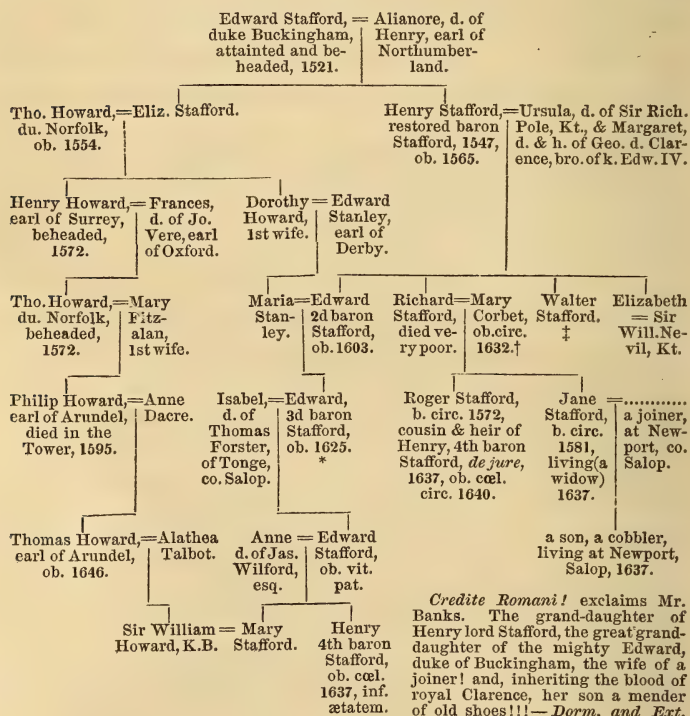 Edward Stafford, = Alianore, d. of
duke Buckingham, Henry, earl of
attainted and be- Northumber-
headed, 1521. land.
Tho. Howard,=Eliz. Stafford.
du. Norfolk,
ob. 1554.
Henry Stafford,=Ursula, d. of Sir Rich.
restored baron Pole, Kt., & Margaret,
Stafford, 1547, d. & h. of Geo. d. Clar-
ob. 1565. ence, bro. of k. Edw. IV.
Henry Howard,=Frances,
earl of Surrey, d. of Jo.
beheaded, Vere, earl
1572. of Oxford.
Dorothy=Edward
Howard, Stanley,
1st wife. earl of
Derby.
Tho. Howard,=Mary
du. Norfolk, Fitz-
beheaded, alan,
1572. 1st wife.
Maria=Edward
Stan- 2d baron
ley. Stafford,
ob. 1603.
Richard=Mary
Stafford, Corbet,
died ve- ob. circ.
ry poor. 1632.†
Walter
Stafford.
‡
Elizabeth
= Sir
Will. Ne-
vil, Kt.
Philip Howard,=Anne
earl of Arundel, Dacre.
died in the
Tower, 1595.
Isabel,=Edward,
d. of 3d baron
Thomas Stafford,
Forster, ob. 1625.
of Tonge, *
co. Salop.
Roger Stafford,
b. circ. 1572,
cousin & heir of
Henry, 4th baron
Stafford, de jure,
1637, ob. cœl.
circ. 1640.
Jane =............
Stafford, a joiner,
b. circ. at New-
1581, port, co.
living(a Salop.
widow)
1637.
Thomas Howard,=Alathea
earl of Arundel, Talbot.
ob. 1646.
Anne = Edward
d. of Jas. Stafford,
Wilford, ob. vit.
esq. pat.
a son, a cobbler,
living at Newport,
Salop, 1637.
Sir William = Mary
Howard, K.B. Stafford.
Henry
4th baron
Stafford,
ob. cœl.
1637, inf.
ætatem.
Credite Romani! exclaims Mr.
Banks. The grand-daughter of
Henry lord Stafford, the great grand-
daughter of the mighty Edward,
duke of Buckingham, the wife of a
joiner! and, inheriting the blood of
royal Clarence, her son a mender
of old shoes!!!—Dorm. and Ext.